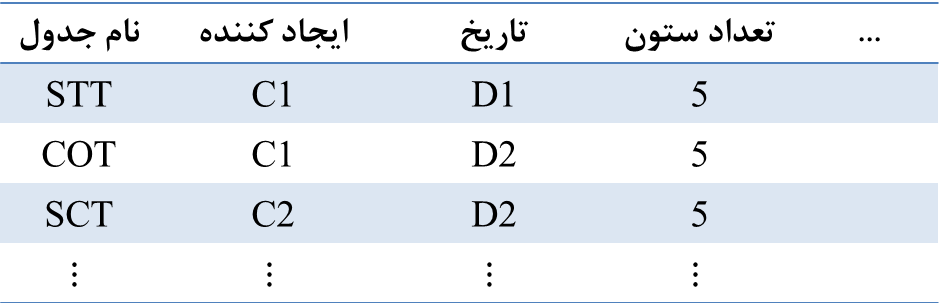 نام جدول ایجاد کننده تاریخ تعداد ستون ...
STT C1 D1 5
COT C1 D2 5
SCT C2 D2 5
⋮ ⋮ ⋮ ⋮